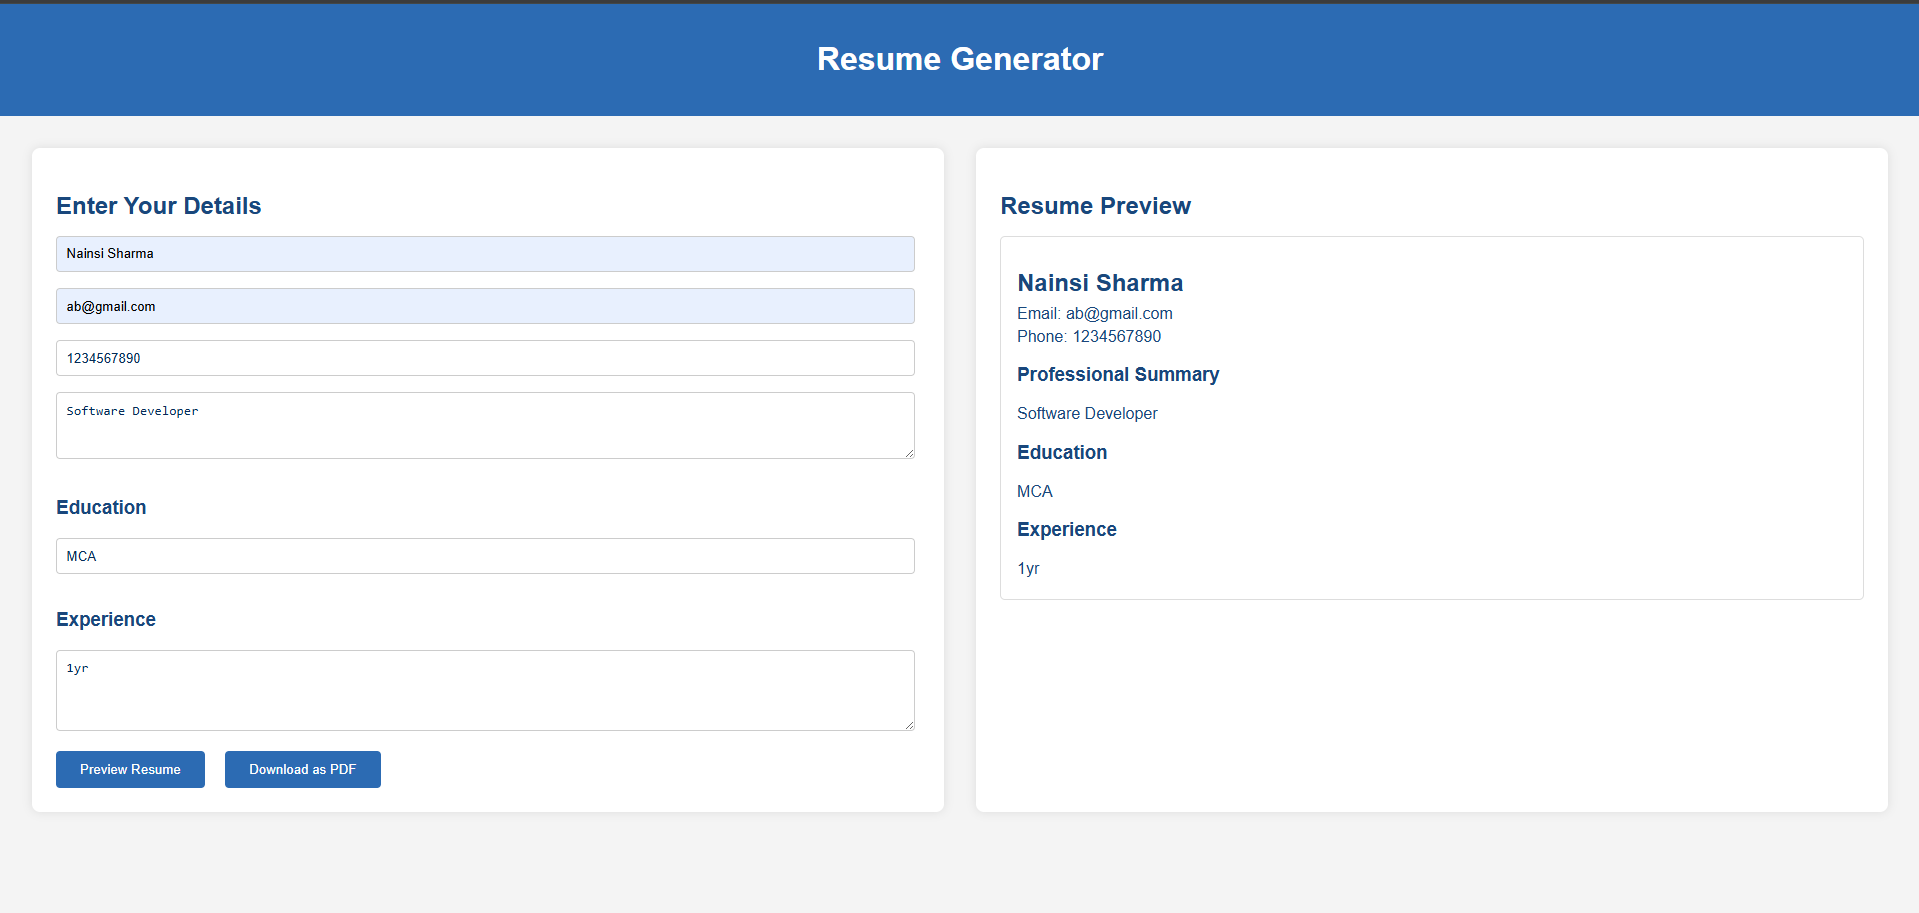 Resume Generator
Enter Your Details
Nainsi Sharma
ab@gmail.com
1234567890
Software Developer
Education
MCA
Experience
1yr
Preview Resume
Download as PDF
Resume Preview
Nainsi Sharma
Email: ab@gmail.com
Phone: 1234567890
Professional Summary
Software Developer
Education
MCA
Experience
1yr